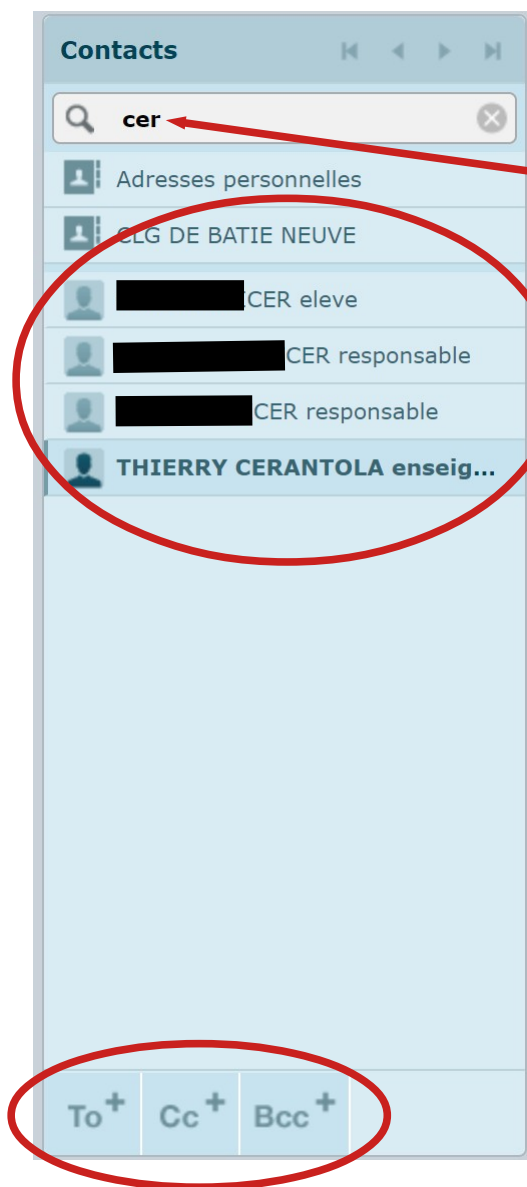 Contacts
cer
Adresses personnelles
CLG DE BATIE NEUVE
CER eleve
CER responsable
CER responsable
THIERRY CERANTOLA enseig...
To+ Cc+ Bcc+